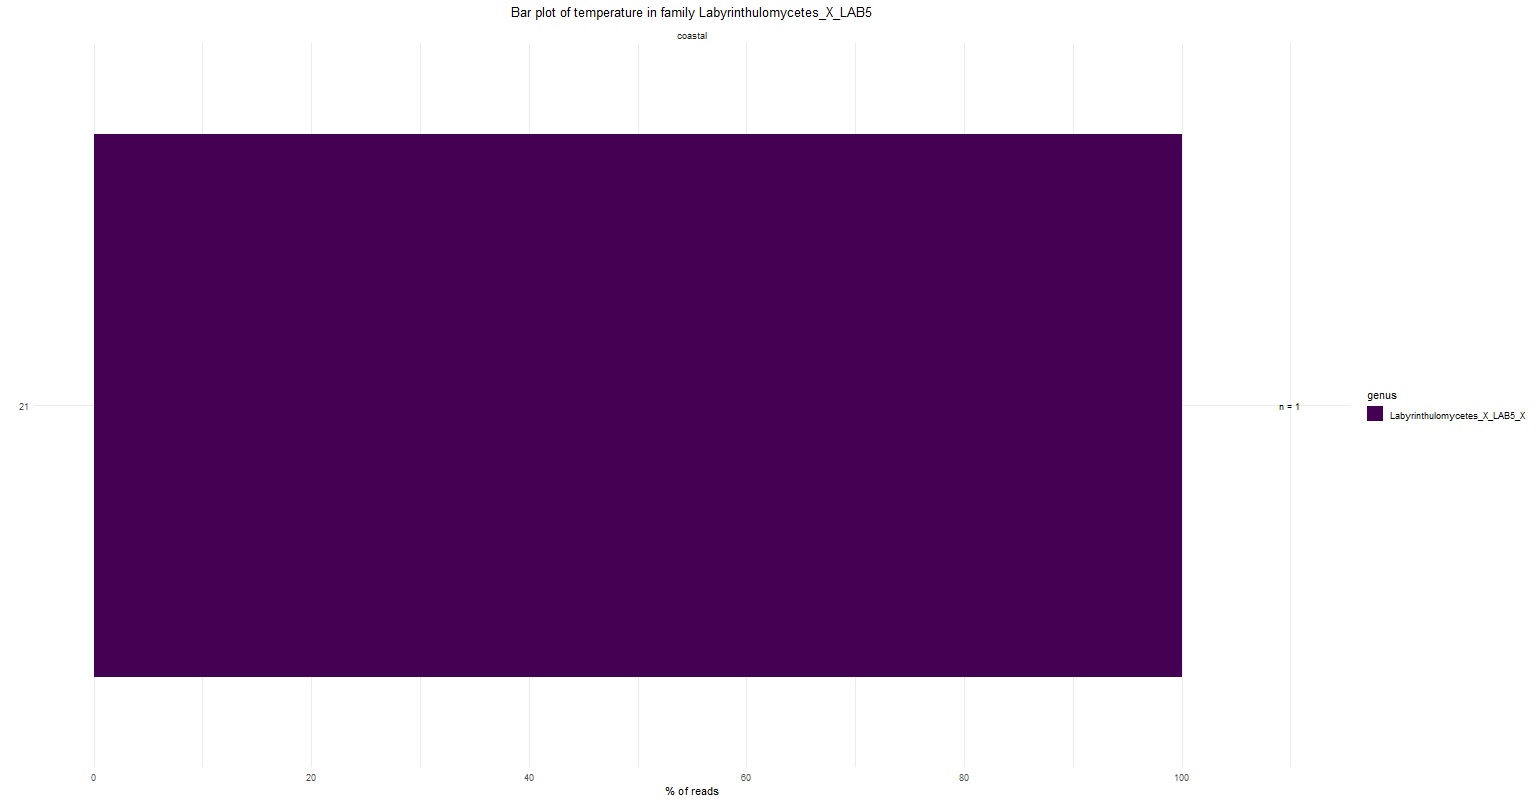 Bar plot of temperature in family Labyrinthulomycetes_X_LAB5
coastal
21
n = 1
genus
Labyrinthulomycetes_X_LAB5_X
0 20 40 60 80 100
% of reads